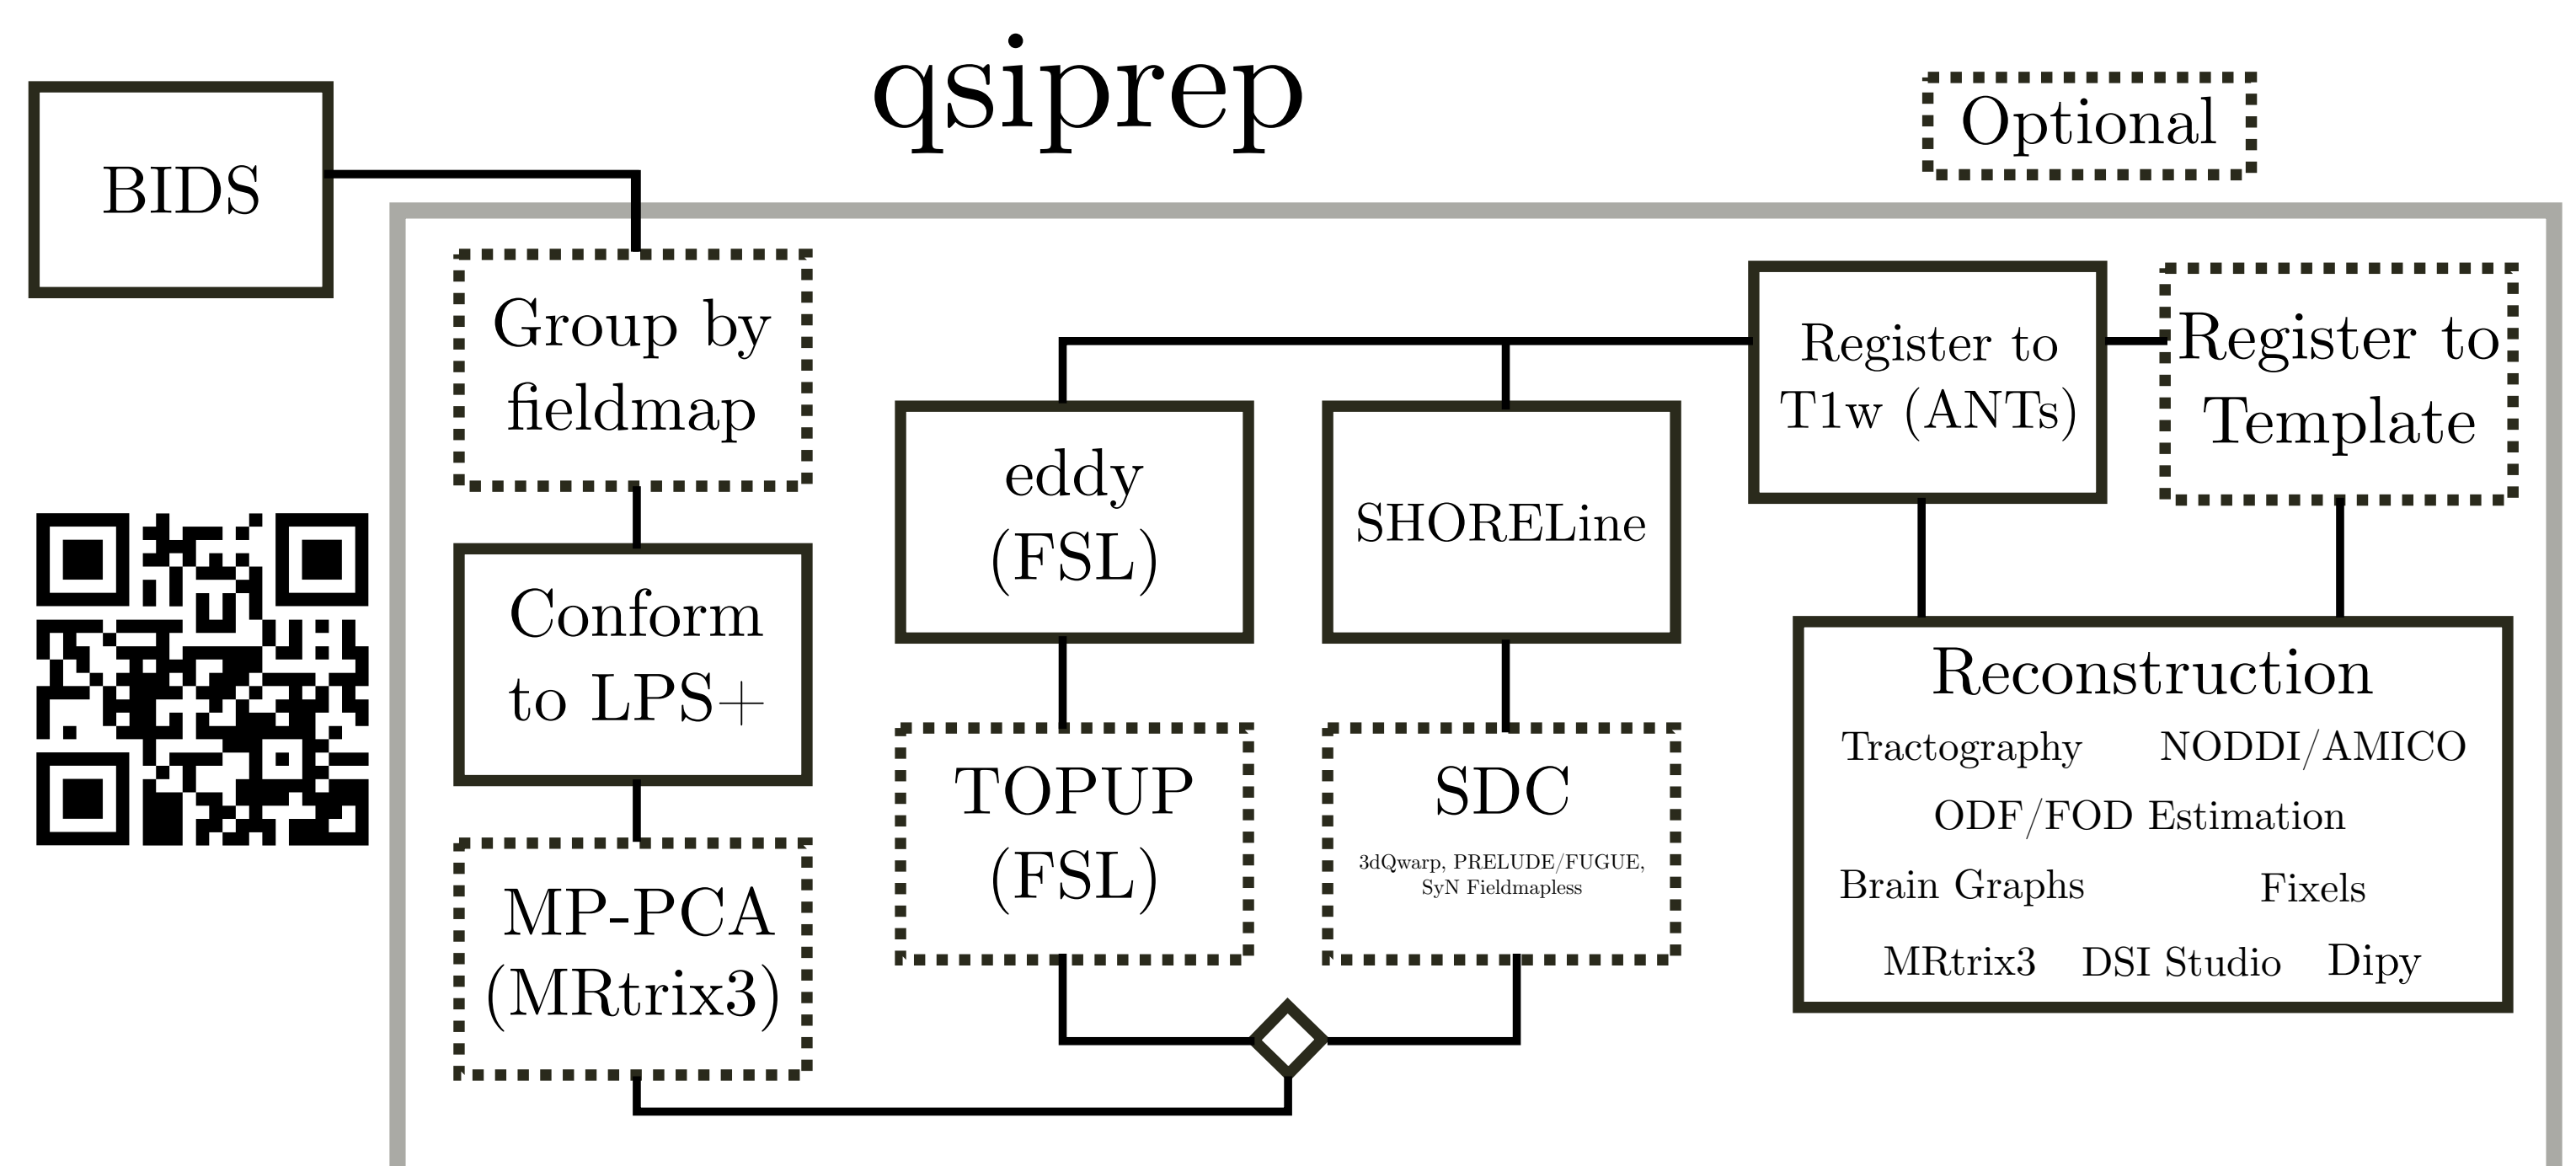 qsiprep
Optional
BIDS
Group by
fieldmap
Conform
to LPS+
MP-PCA
(MRtrix3)
eddy
(FSL)
TOPUP
(FSL)
SHORELine
SDC
3dQwarp, PRELUDE/FUGUE,
SyN Fieldmapless
Register to
T1w (ANTs)
Register to
Template
Reconstruction
Tractography NODDI/AMICO
ODF/FOD Estimation
Brain Graphs Fixels
MRtrix3 DSI Studio Dipy